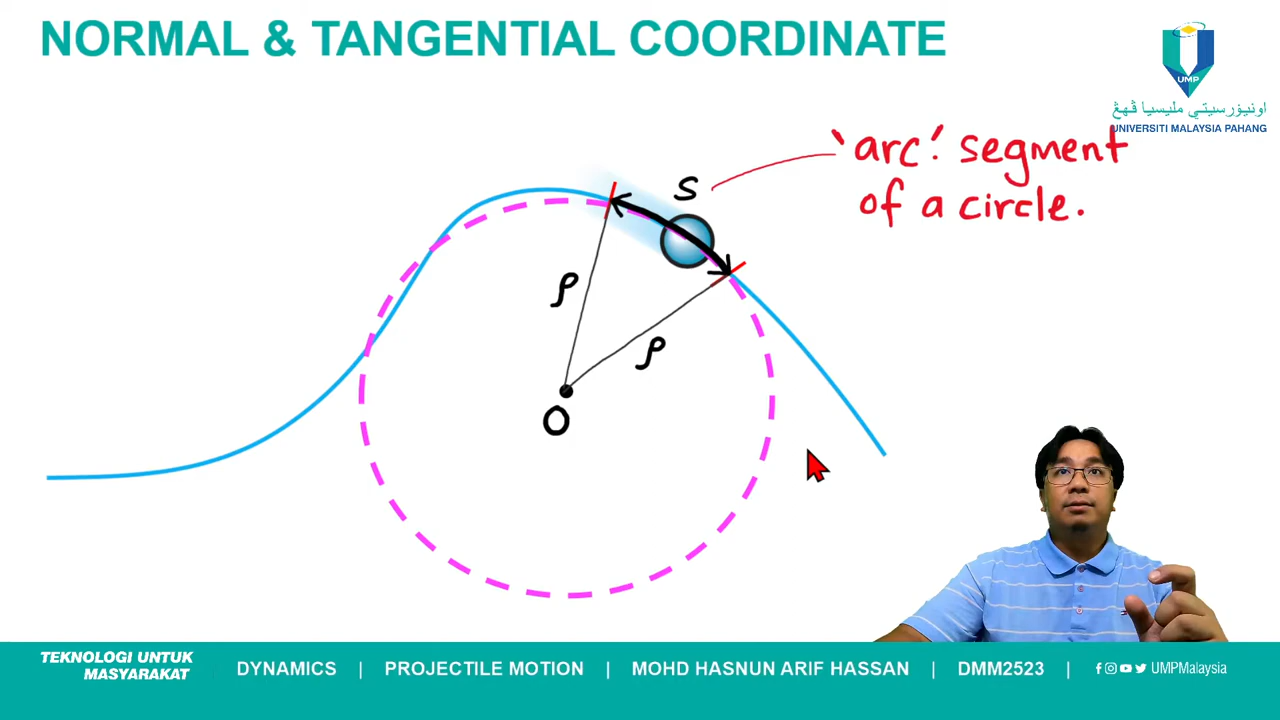 NORMAL & TANGENTIAL COORDINATE
UMP
اونيۏرسيتي مليسيا ڤهڠ
UNIVERSITI MALAYSIA PAHANG
'arc'. segment
of a circle.
s
ρ
ρ
O
TEKNOLOGI UNTUK
MASYARAKAT
DYNAMICS | PROJECTILE MOTION | MOHD HASNUN ARIF HASSAN | DMM2523 | UMPMalaysia